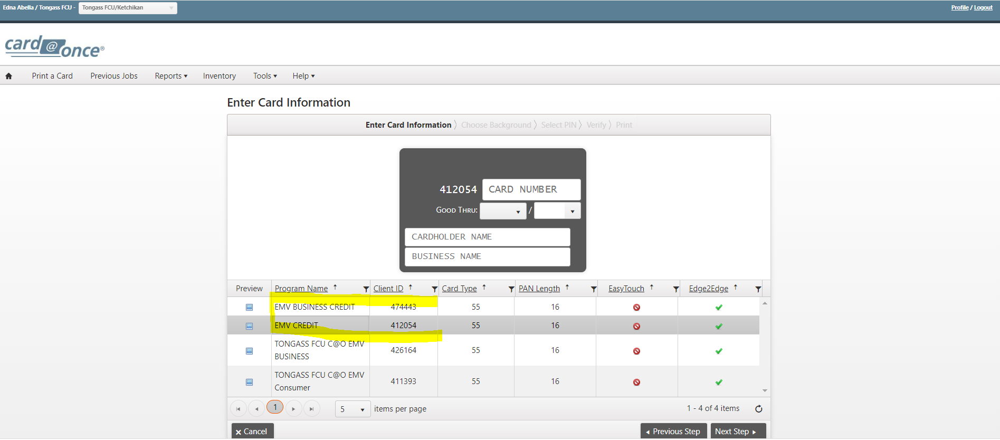 Edna Abella / Tongass FCU - Tongass FCU/Ketchikan
Profile / Logout
card@once®
Print a Card Previous Jobs Reports Inventory Tools Help
Enter Card Information
Enter Card Information Choose Background Select PIN Verify Print
412054 CARD NUMBER
GOOD THRU: /
CARDHOLDER NAME
BUSINESS NAME
Preview Program Name Client ID Card Type PAN Length EasyTouch Edge2Edge
EMV BUSINESS CREDIT 474443 55 16
EMV CREDIT 412054 55 16
TONGASS FCU C@O EMV
BUSINESS 426164 55 16
TONGASS FCU C@O EMV
Consumer 411393 55 16
1 5 items per page 1 - 4 of 4 items
Cancel Previous Step Next Step